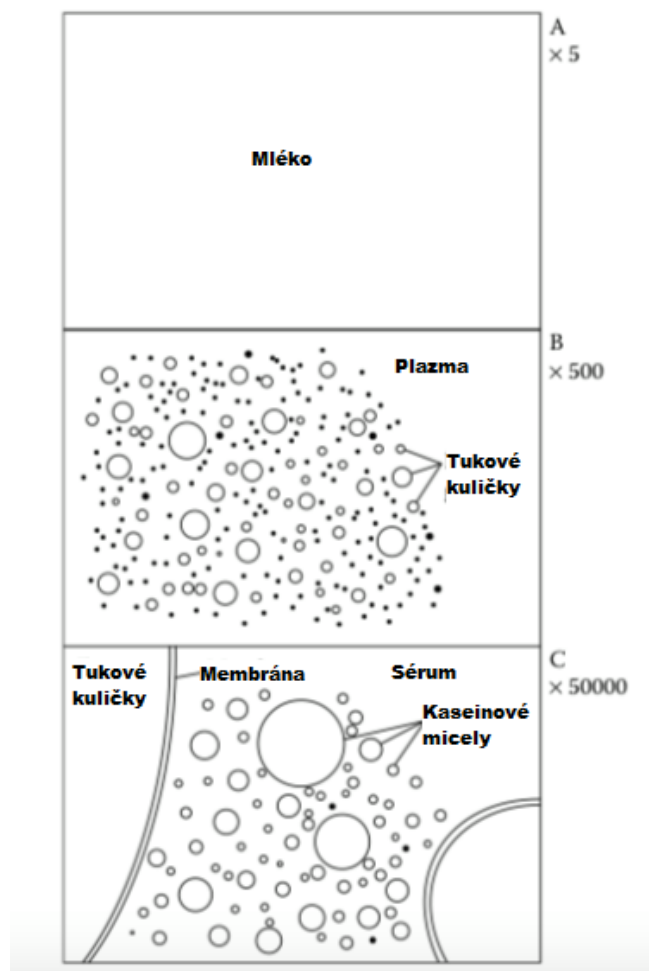 A
× 5
Mléko
B
× 500
Plazma
Tukové
kuličky
C
× 50000
Tukové
kuličky
Membrána
Sérum
Kaseinové
micely